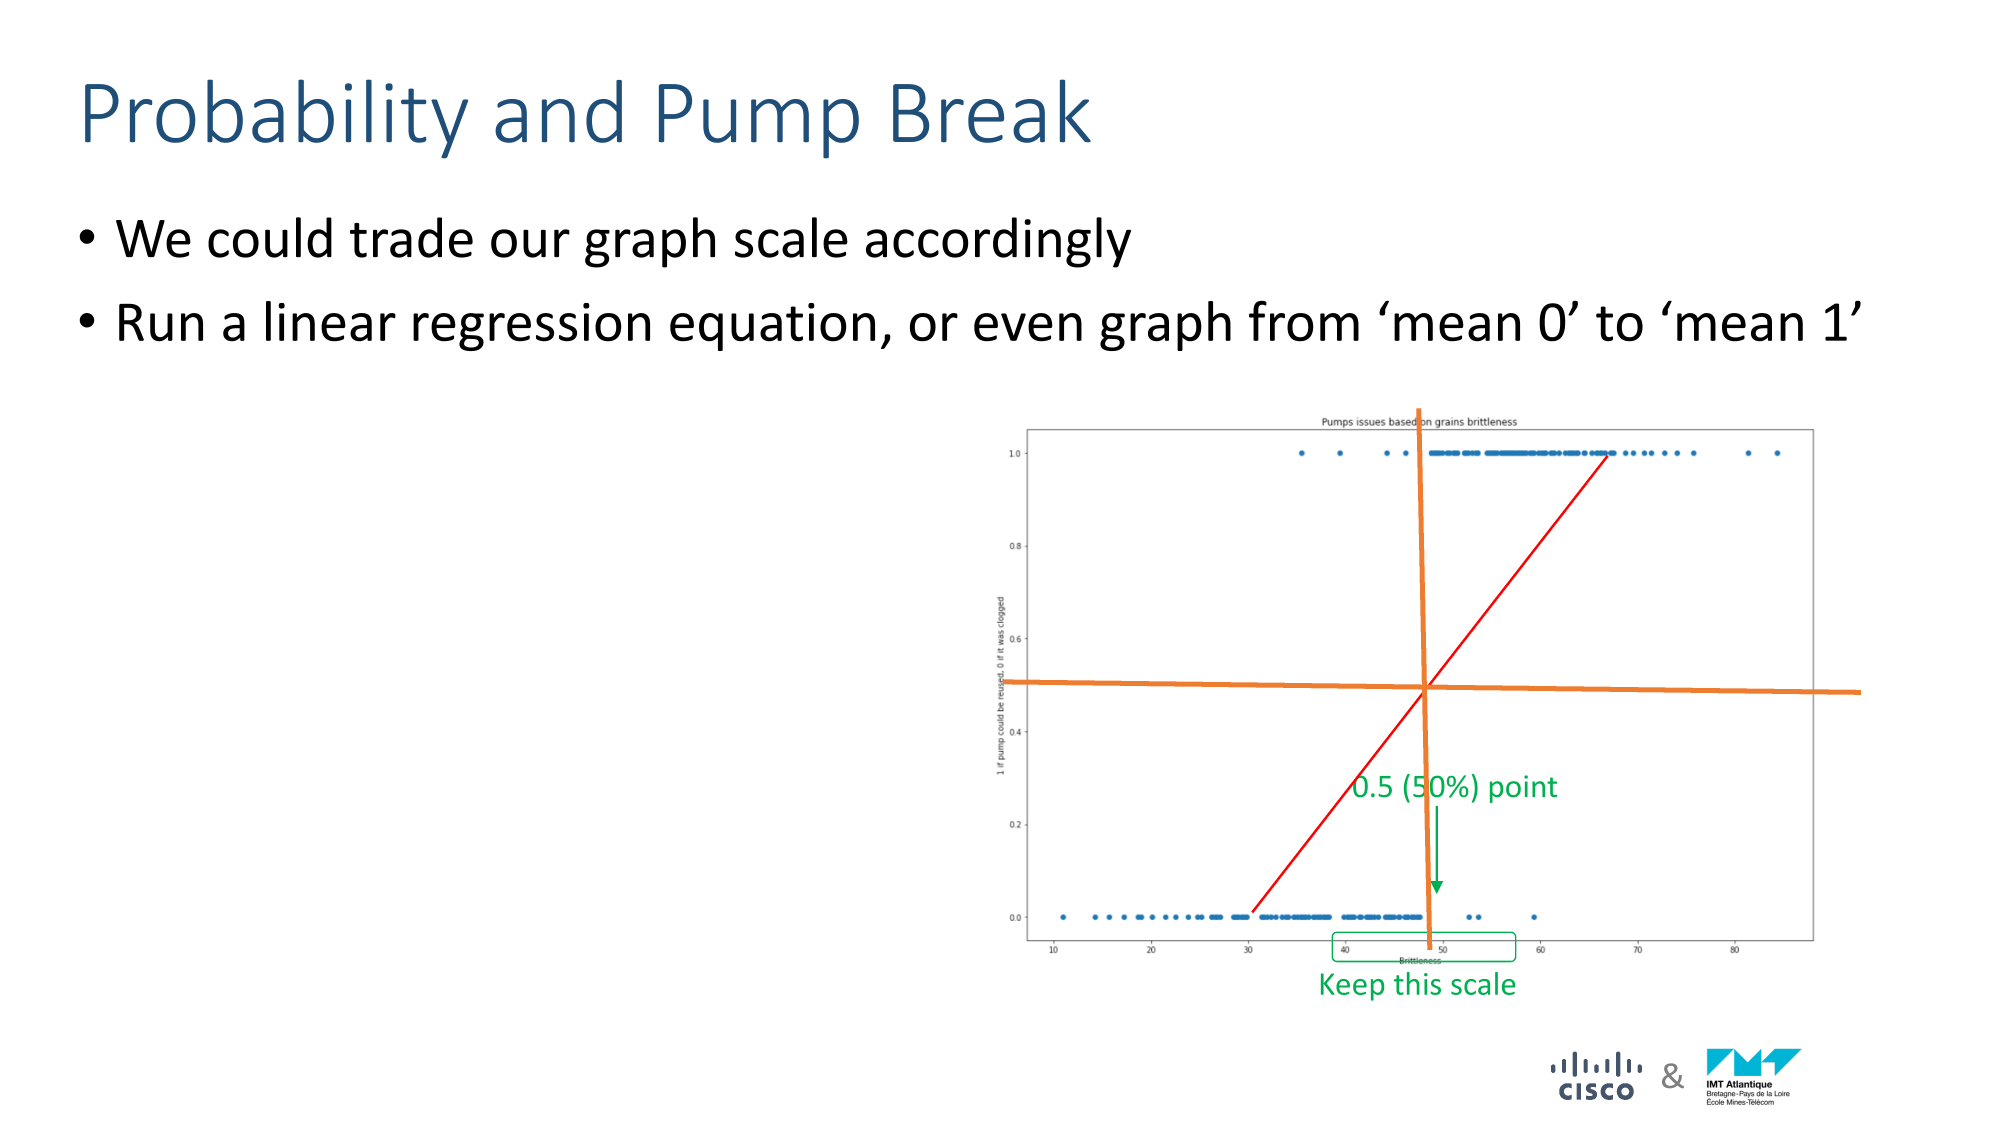 Probability and Pump Break
• We could trade our graph scale accordingly
• Run a linear regression equation, or even graph from ‘mean 0’ to ‘mean 1’
Pumps issues based on grains brittleness
1.0
0.8
0.6
0.4
0.2
0.0
1 if pump could be reused, 0 if it was clogged
0.5 (50%) point
10 20 30 40 50 60 70 80
Brittleness
Keep this scale
CISCO
&
IMT Atlantique
Bretagne-Pays de la Loire
École Mines-Télécom